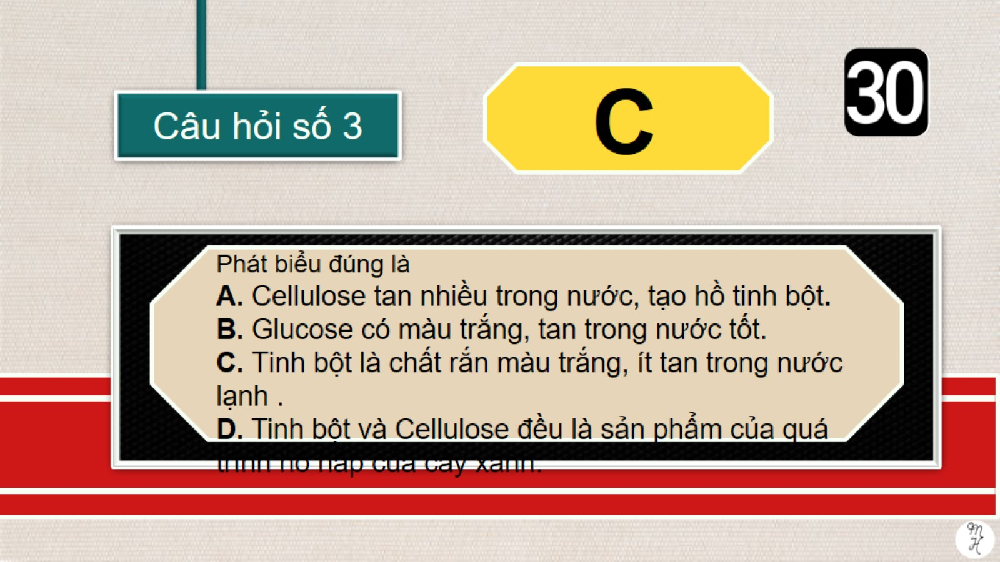 Câu hỏi số 3
C
30
Phát biểu đúng là
A. Cellulose tan nhiều trong nước, tạo hồ tinh bột.
B. Glucose có màu trắng, tan trong nước tốt.
C. Tinh bột là chất rắn màu trắng, ít tan trong nước
lạnh .
D. Tinh bột và Cellulose đều là sản phẩm của quá
trình hô hấp của cây xanh.
MH